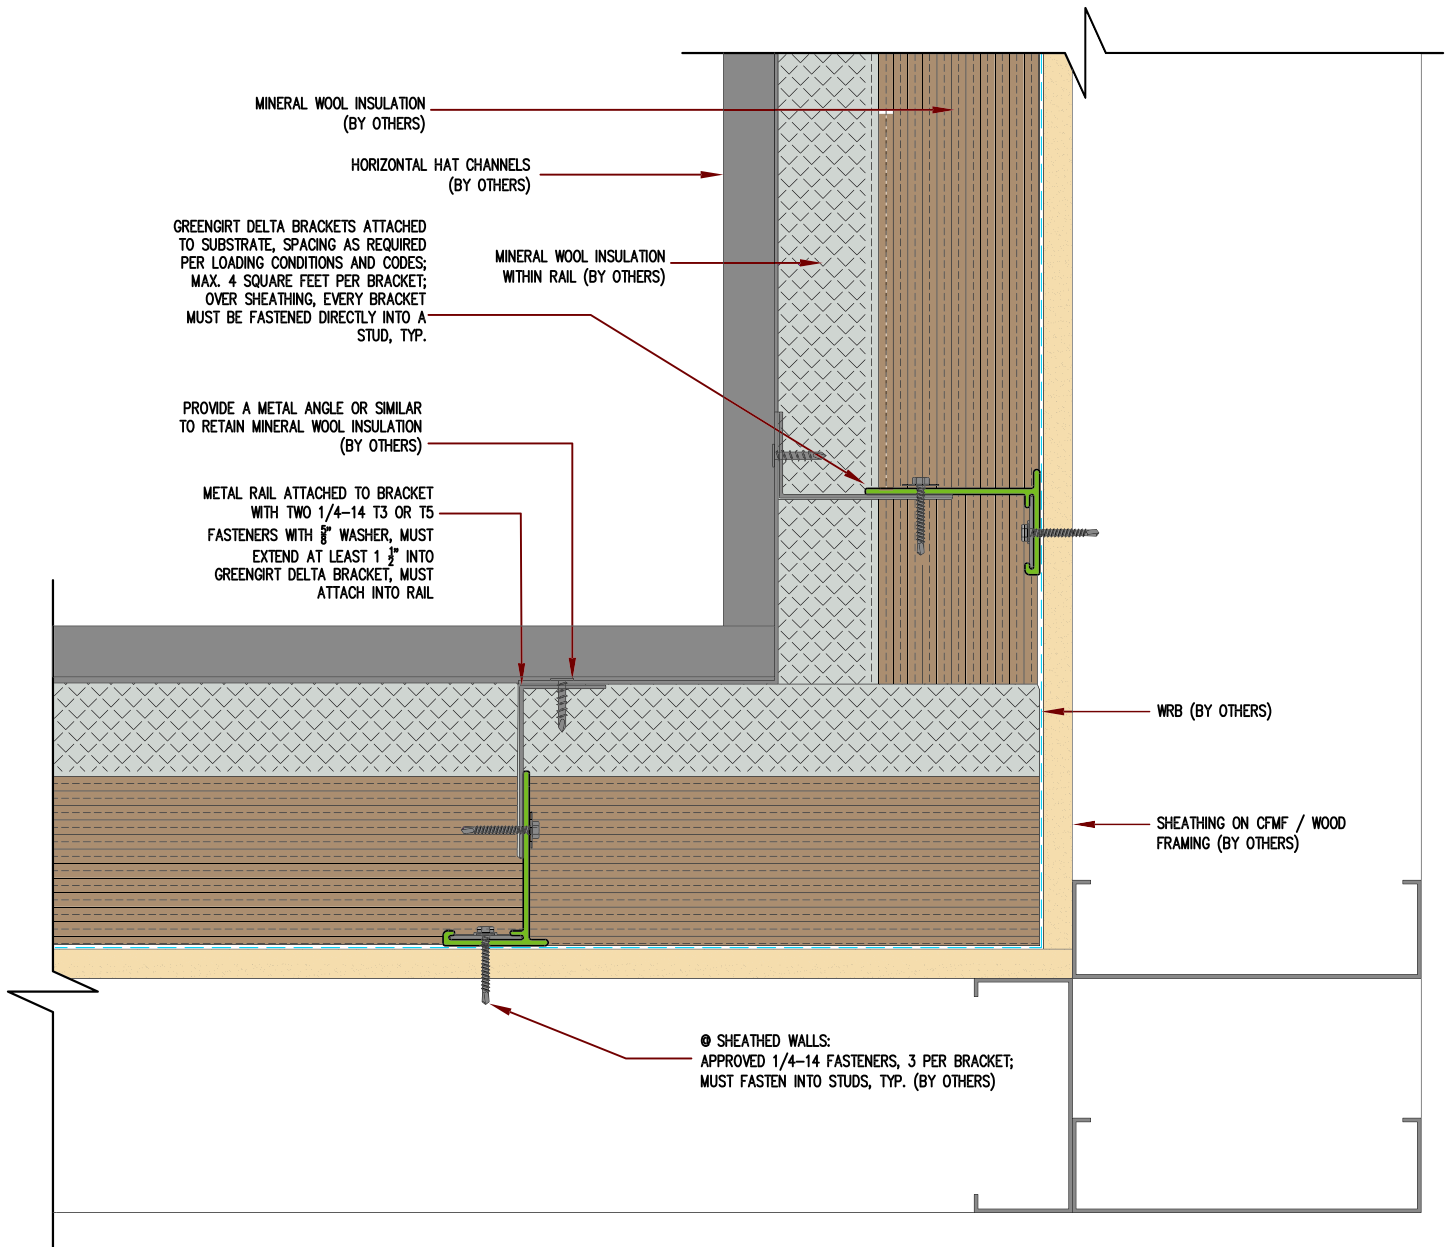 MINERAL WOOL INSULATION
(BY OTHERS)
HORIZONTAL HAT CHANNELS
(BY OTHERS)
GREENGIRT DELTA BRACKETS ATTACHED
TO SUBSTRATE, SPACING AS REQUIRED
PER LOADING CONDITIONS AND CODES;
MAX. 4 SQUARE FEET PER BRACKET;
OVER SHEATHING, EVERY BRACKET
MUST BE FASTENED DIRECTLY INTO A
STUD, TYP.
MINERAL WOOL INSULATION
WITHIN RAIL (BY OTHERS)
PROVIDE A METAL ANGLE OR SIMILAR
TO RETAIN MINERAL WOOL INSULATION
(BY OTHERS)
METAL RAIL ATTACHED TO BRACKET
WITH TWO 1/4-14 T3 OR T5
FASTENERS WITH 5/8" WASHER, MUST
EXTEND AT LEAST 1 1/2" INTO
GREENGIRT DELTA BRACKET, MUST
ATTACH INTO RAIL
WRB (BY OTHERS)
SHEATHING ON CFMF / WOOD
FRAMING (BY OTHERS)
@ SHEATHED WALLS:
APPROVED 1/4-14 FASTENERS, 3 PER BRACKET;
MUST FASTEN INTO STUDS, TYP. (BY OTHERS)